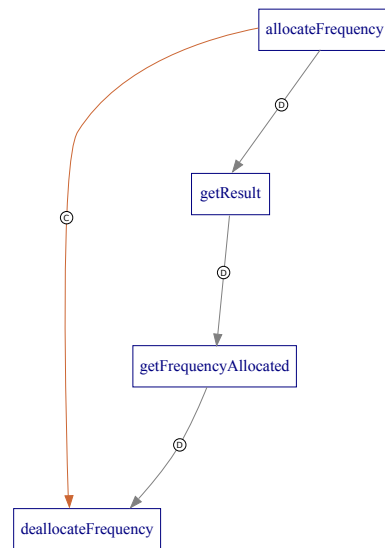 allocateFrequency
D
getResult
C
D
getFrequencyAllocated
D
deallocateFrequency